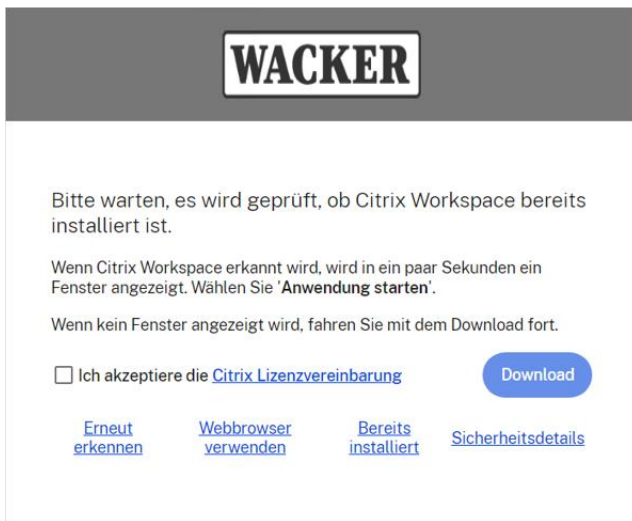 WACKER
Bitte warten, es wird geprüft, ob Citrix Workspace bereits
installiert ist.
Wenn Citrix Workspace erkannt wird, wird in ein paar Sekunden ein
Fenster angezeigt. Wählen Sie 'Anwendung starten'.
Wenn kein Fenster angezeigt wird, fahren Sie mit dem Download fort.
Ich akzeptiere die Citrix Lizenzvereinbarung
Download
Erneut
erkennen
Webbrowser
verwenden
Bereits
installiert
Sicherheitsdetails